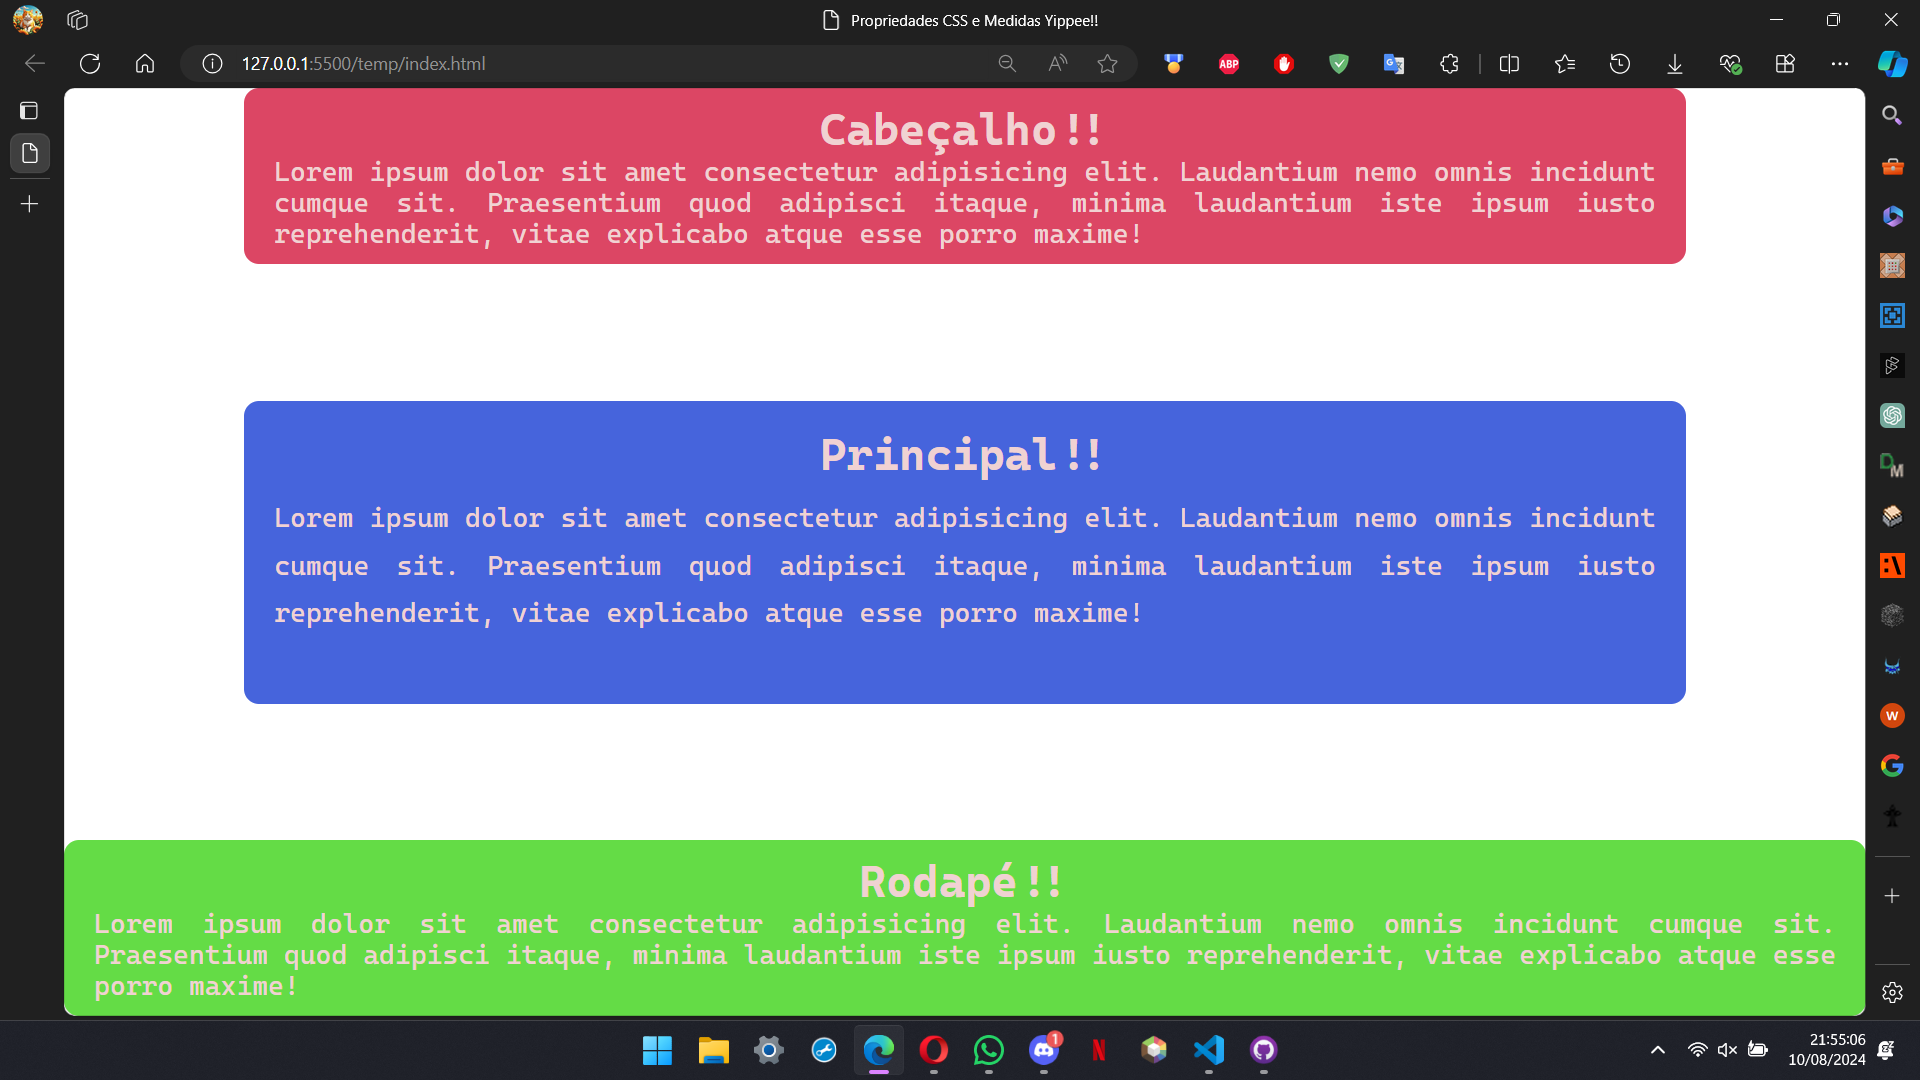 Propriedades CSS e Medidas Yippee!!
127.0.0.1:5500/temp/index.html
ABP
Cabeçalho!!
Lorem ipsum dolor sit amet consectetur adipisicing elit. Laudantium nemo omnis incidunt
cumque sit. Praesentium quod adipisci itaque, minima laudantium iste ipsum iusto
reprehenderit, vitae explicabo atque esse porro maxime!
Principal!!
Lorem ipsum dolor sit amet consectetur adipisicing elit. Laudantium nemo omnis incidunt
cumque sit. Praesentium quod adipisci itaque, minima laudantium iste ipsum iusto
reprehenderit, vitae explicabo atque esse porro maxime!
Rodapé!!
Lorem ipsum dolor sit amet consectetur adipisicing elit. Laudantium nemo omnis incidunt cumque sit.
Praesentium quod adipisci itaque, minima laudantium iste ipsum iusto reprehenderit, vitae explicabo atque esse
porro maxime!
DM
:\
W
G
1
N
21:55:06
10/08/2024